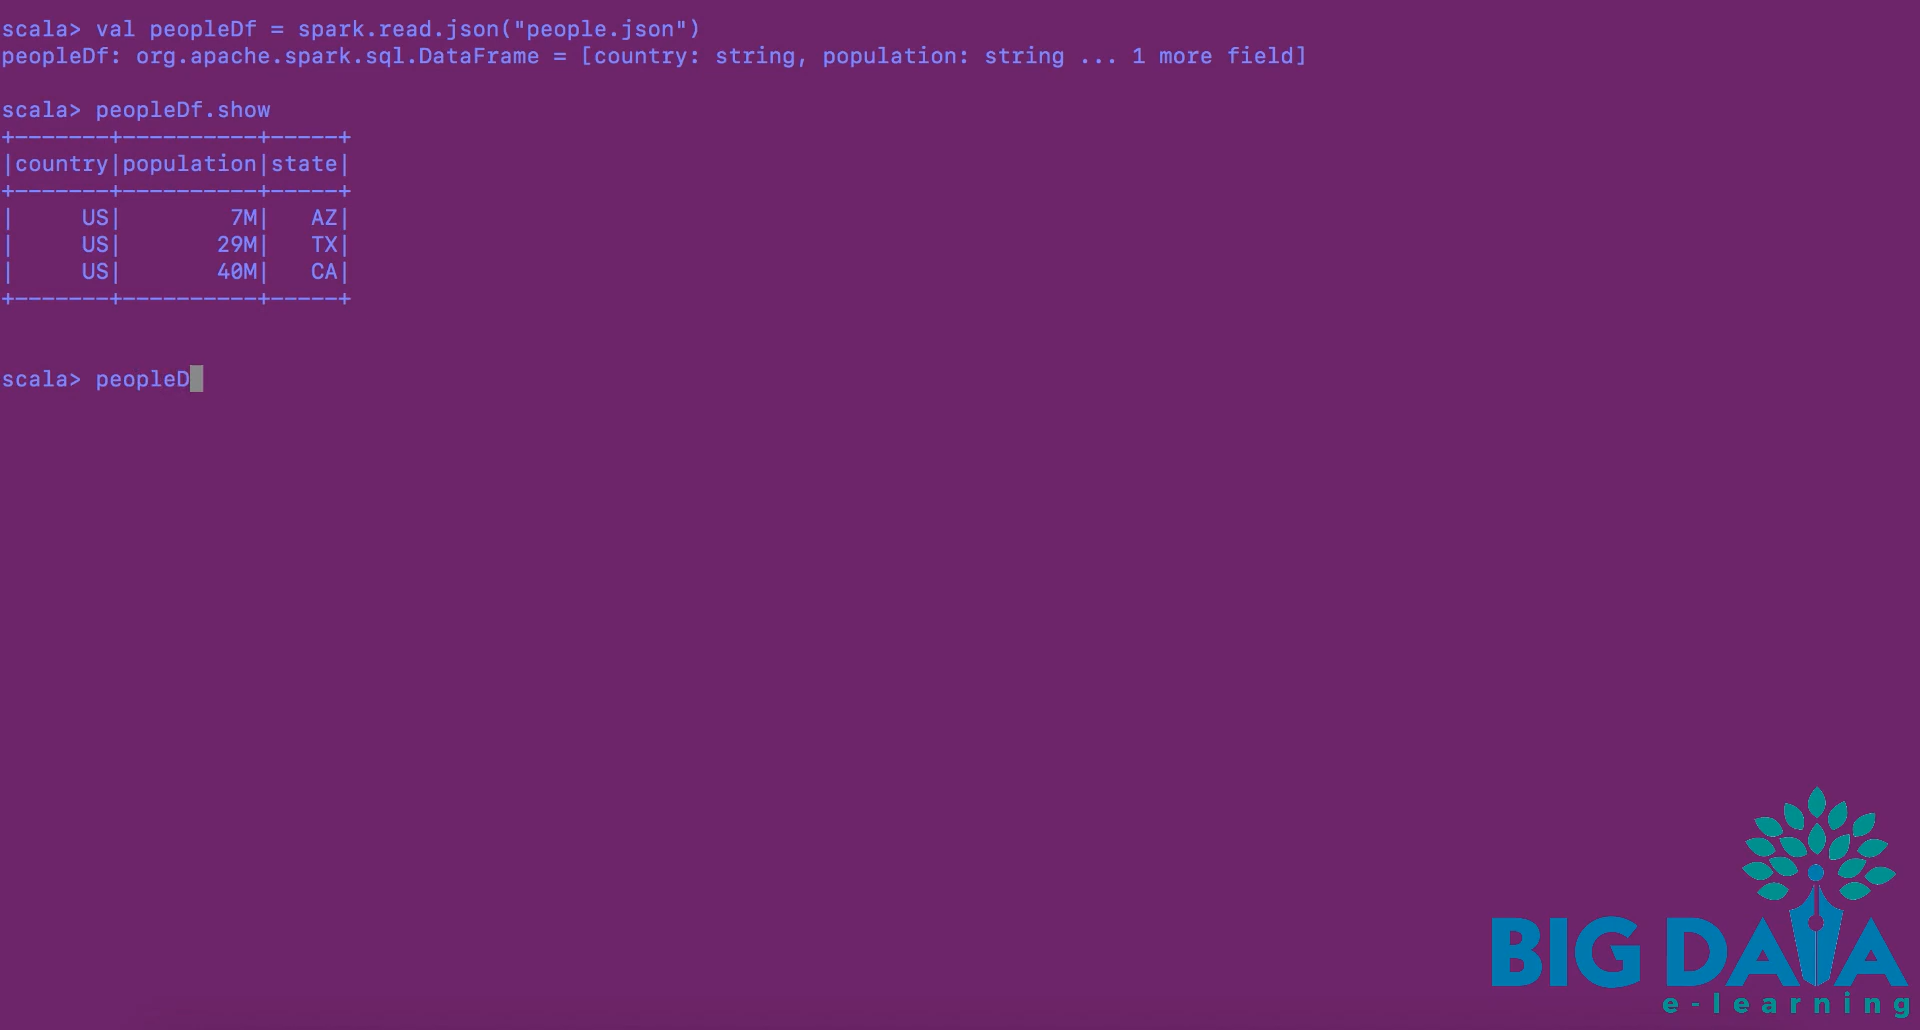 scala> val peopleDf = spark.read.json("people.json")
peopleDf: org.apache.spark.sql.DataFrame = [country: string, population: string ... 1 more field]
scala> peopleDf.show
+-------+----------+-----+
|country|population|state|
+-------+----------+-----+
|     US|        7M|   AZ|
|     US|       29M|   TX|
|     US|       40M|   CA|
+-------+----------+-----+
scala> peopleD
BIG DATA
e-learning